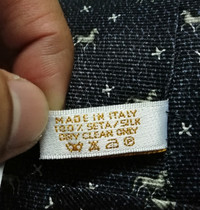 MADE IN ITALY
100% SETA/SILK
DRY CLEAN ONLY
P